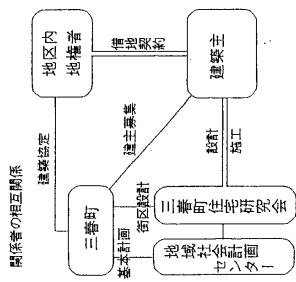 関係者の相互関係
地区内
地権者
借地契約
建築主
建築協定
建主募集
三春町
基本計画
街区設計
設計
施工
三春町住宅研究会
地域社会計画
センター